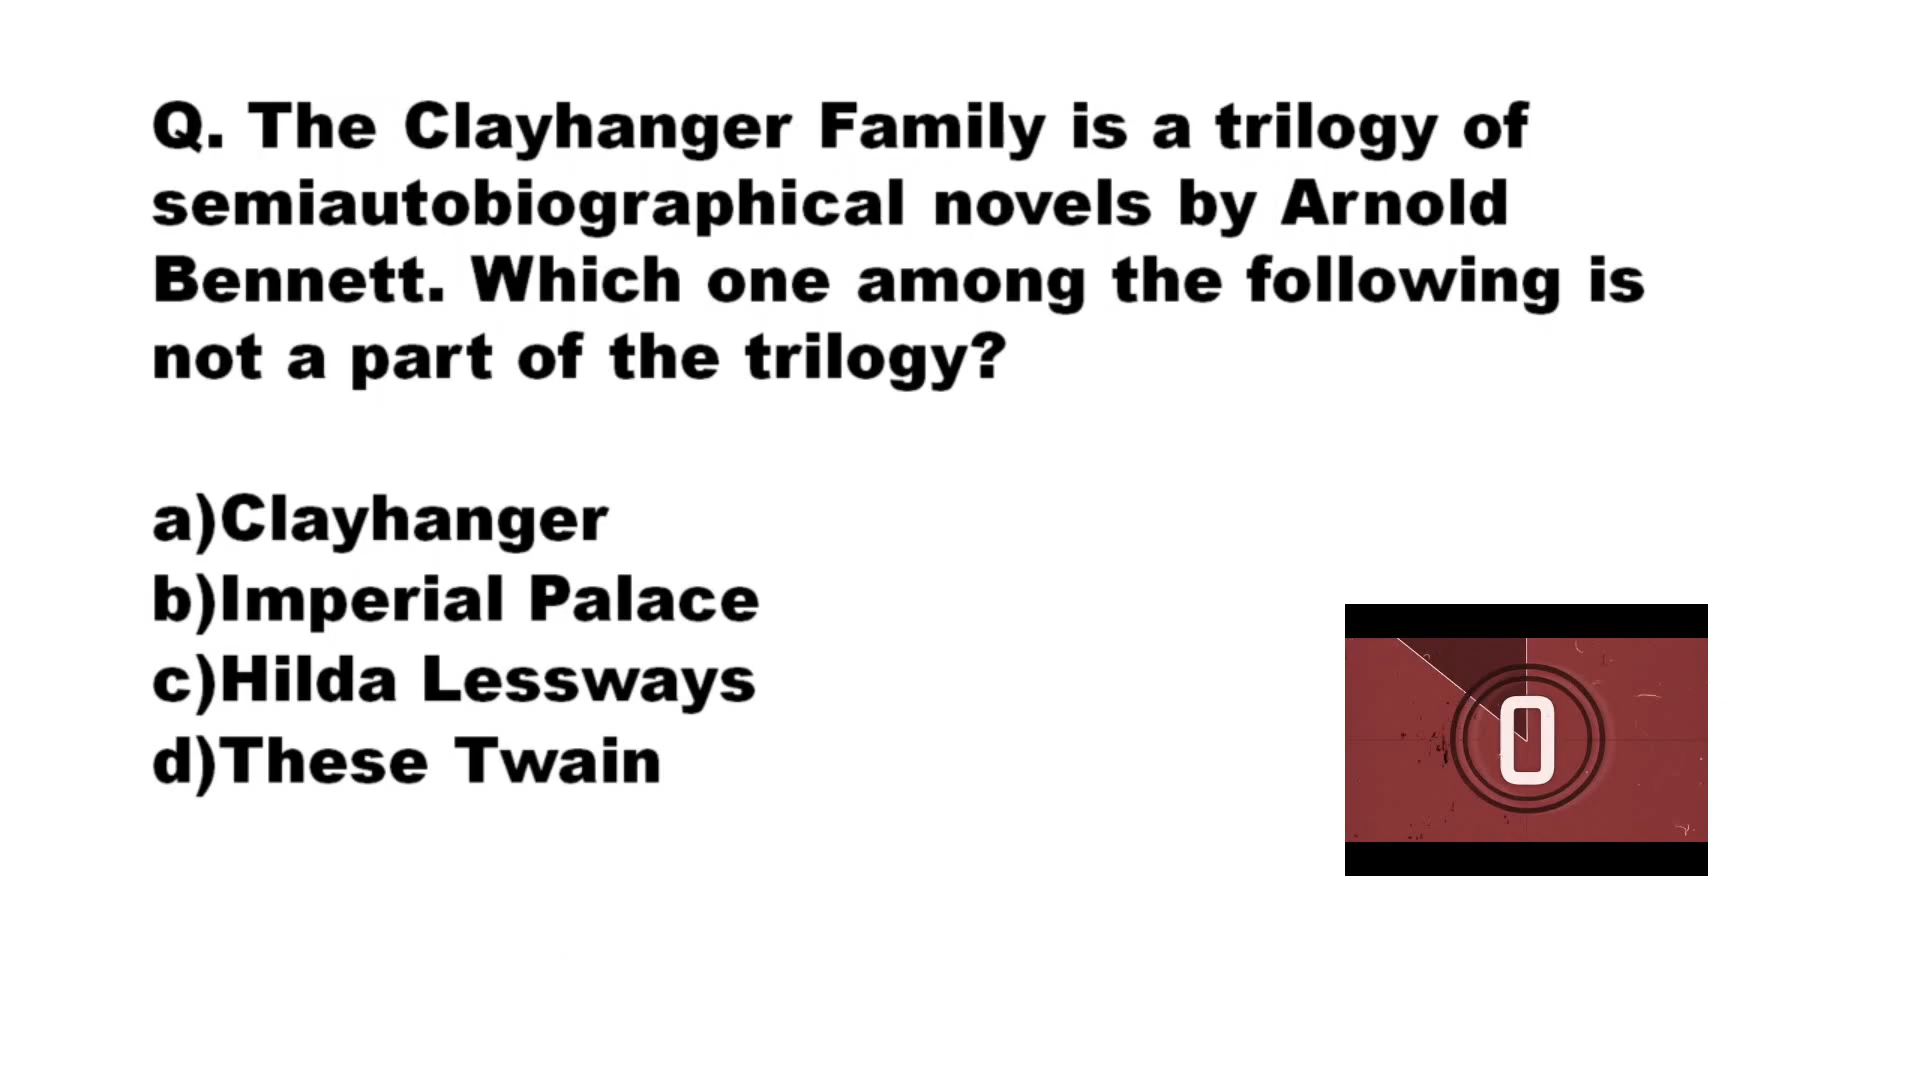 Q. The Clayhanger Family is a trilogy of
semiautobiographical novels by Arnold
Bennett. Which one among the following is
not a part of the trilogy?
a)Clayhanger
b)Imperial Palace
c)Hilda Lessways
d)These Twain
0